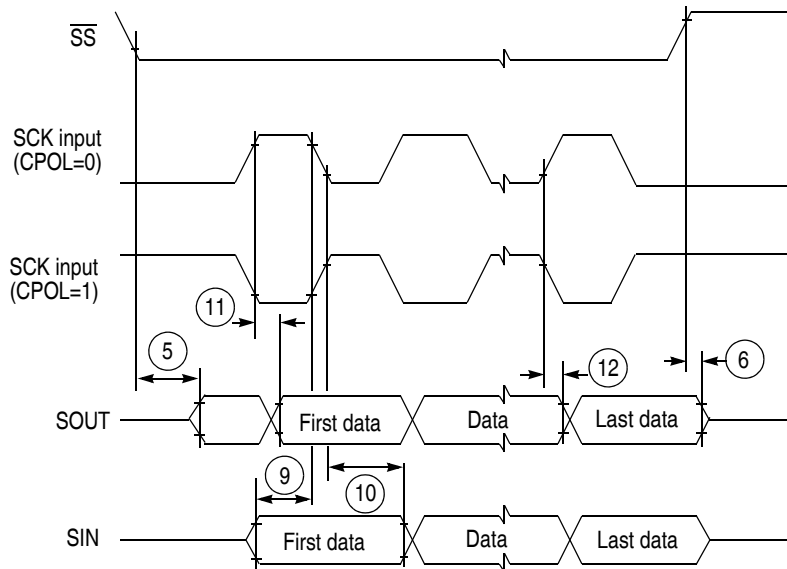 SS
SCK input
(CPOL=0)
SCK input
(CPOL=1)
11
5
12
6
SOUT
First data
Data
Last data
9
10
SIN
First data
Data
Last data